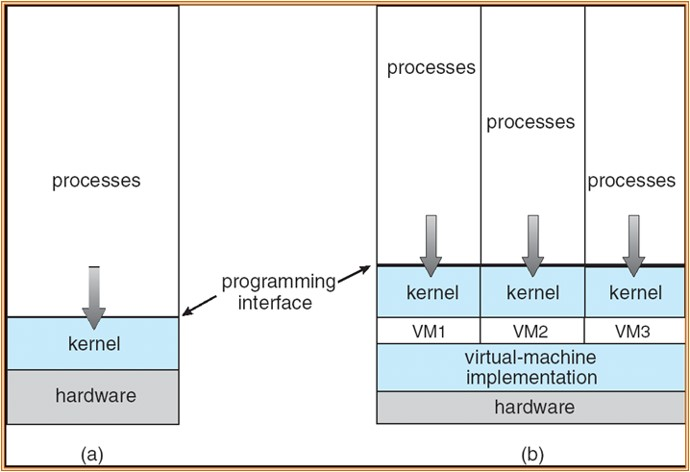 processes
kernel
hardware
(a)
programming
interface
processes
processes
processes
kernel kernel kernel
VM1 VM2 VM3
virtual-machine
implementation
hardware
(b)